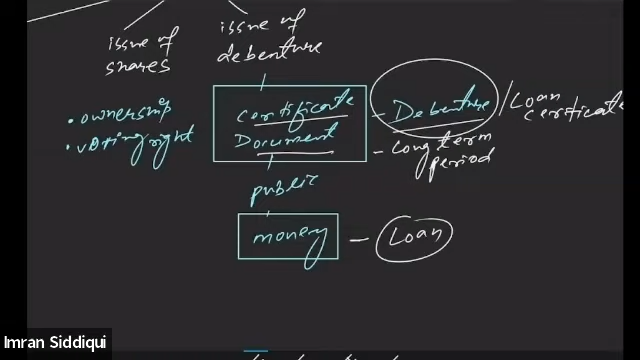 issue of
shares
issue of
debenture
• ownership
• voting right
certificate
Document
- Debenture
/ Loan
certificate
- Long term
period
public
money - Loan
Imran Siddiqui